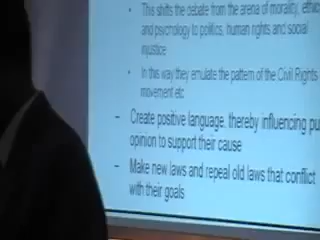 • This shifts the debate from the arena of morality, ethic
and psychology to politics, human rights and social
injustice
• In this way they emulate the pattern of the Civil Rights
movement etc
– Create positive language, thereby influencing pu
opinion to support their cause
– Make new laws and repeal old laws that conflict
with their goals